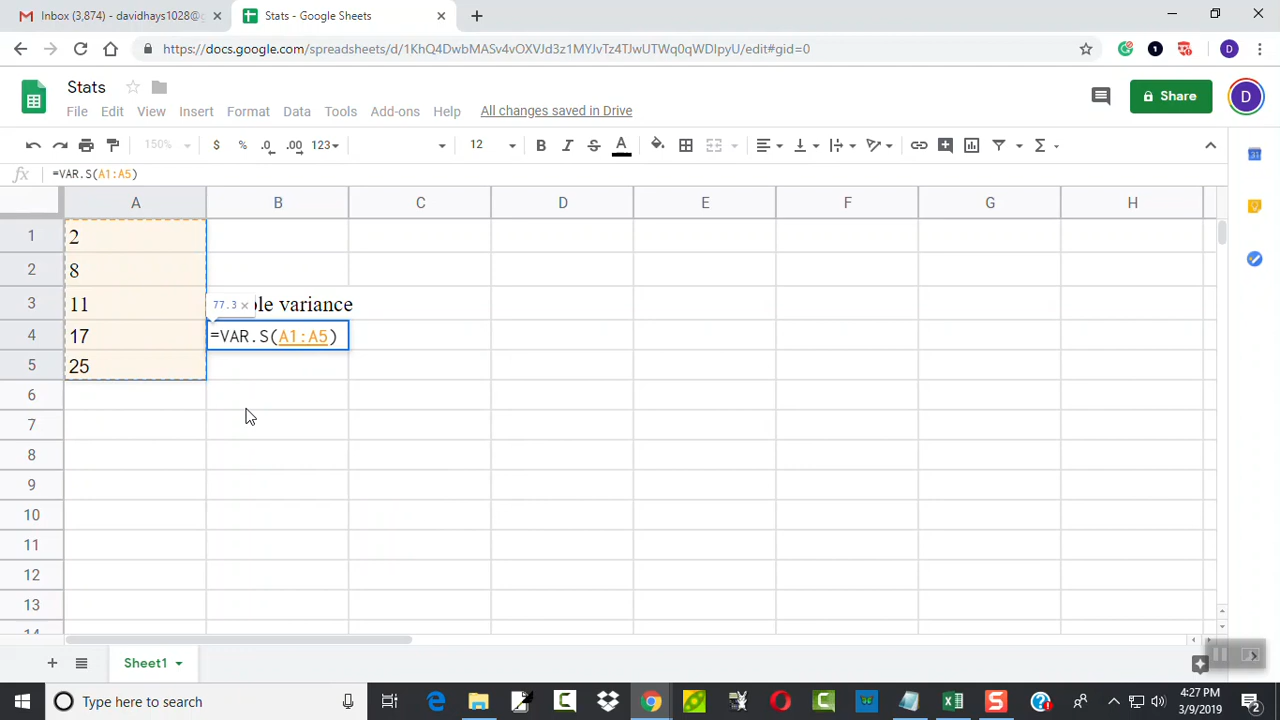 Inbox (3,874) - davidhays1028@
Stats - Google Sheets
https://docs.google.com/spreadsheets/d/1KhQ4DwbMASv4vOXVJd3z1MYJvTz4TJwUTWq0qWDIpyU/edit#gid=0
D
Stats
File Edit View Insert Format Data Tools Add-ons Help All changes saved in Drive
Share
D
150% $ % .0 .00 123 12 B I S A Σ
fx =VAR.S(A1:A5)
A B C D E F G H
1 2
2 8
3 11 ple variance
77.3 ×
4 17 =VAR.S(A1:A5)
5 25
6
7
8
9
10
11
12
13
14
Sheet1
Type here to search
4:27 PM
3/9/2019
2